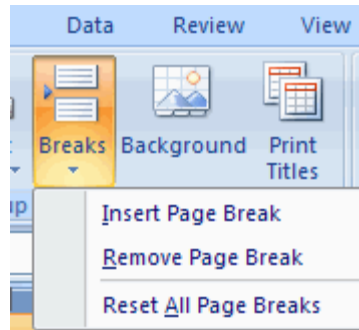 Data Review View
Breaks Background Print
Titles
Insert Page Break
Remove Page Break
Reset All Page Breaks